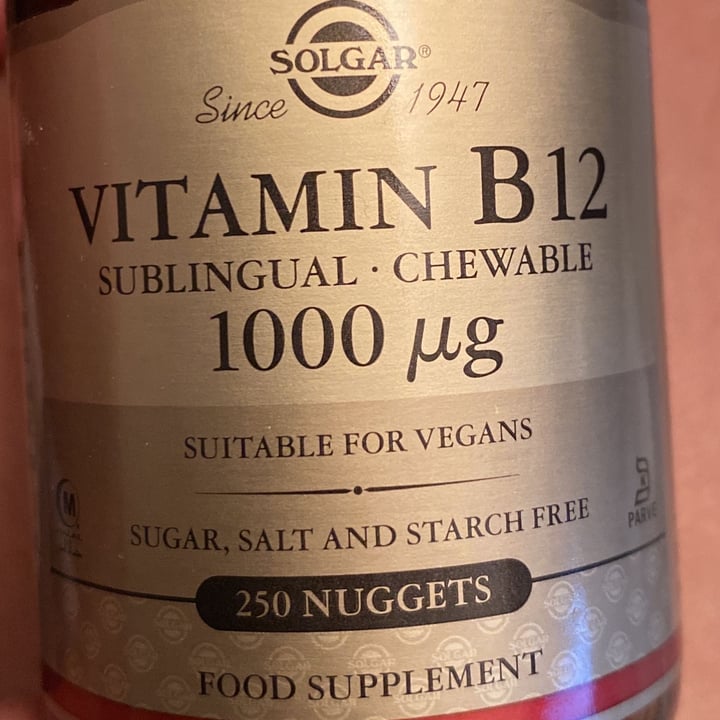 SOLGAR®
Since 1947
VITAMIN B12
SUBLINGUAL · CHEWABLE
1000 µg
SUITABLE FOR VEGANS
M
PARVE
SUGAR, SALT AND STARCH FREE
250 NUGGETS
FOOD SUPPLEMENT